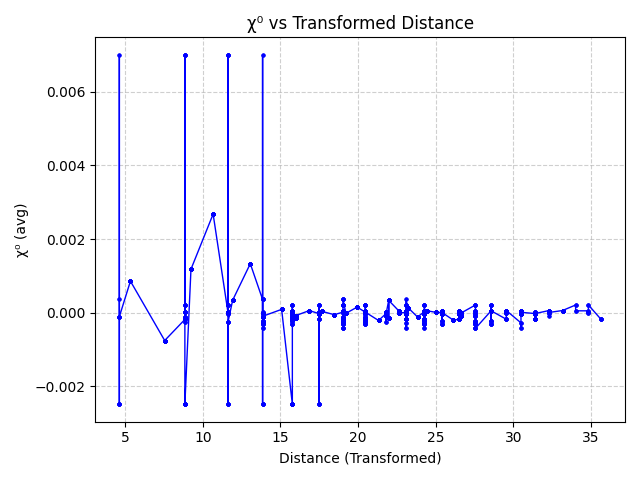 χ⁰ vs Transformed Distance
χ⁰ (avg)
0.006
0.004
0.002
0.000
−0.002
5 10 15 20 25 30 35
Distance (Transformed)